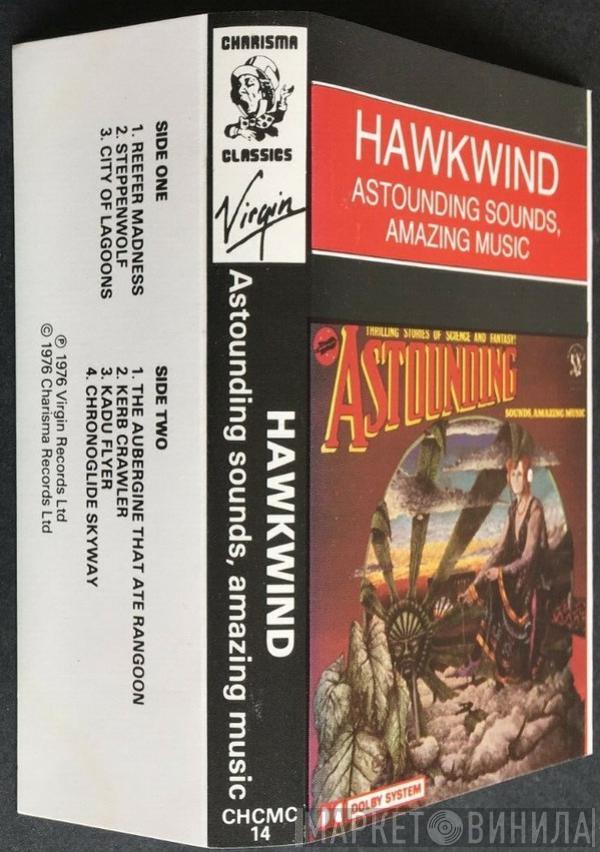 SIDE ONE
1. REEFER MADNESS
2. STEPPENWOLF
3. CITY OF LAGOONS
SIDE TWO
1. THE AUBERGINE THAT ATE RANGOON
2. KERB CRAWLER
3. KADU FLYER
4. CHRONOGLIDE SKYWAY
℗ 1976 Virgin Records Ltd
© 1976 Charisma Records Ltd
CHARISMA
CLASSICS
Virgin
HAWKWIND
Astounding sounds, amazing music
CHCMC
14
HAWKWIND
ASTOUNDING SOUNDS,
AMAZING MUSIC
THRILLING STORIES OF SCIENCE AND FANTASY!
ASTOUNDING
SOUNDS, AMAZING MUSIC
DOLBY SYSTEM
МАРКЕТ ВИНИЛА